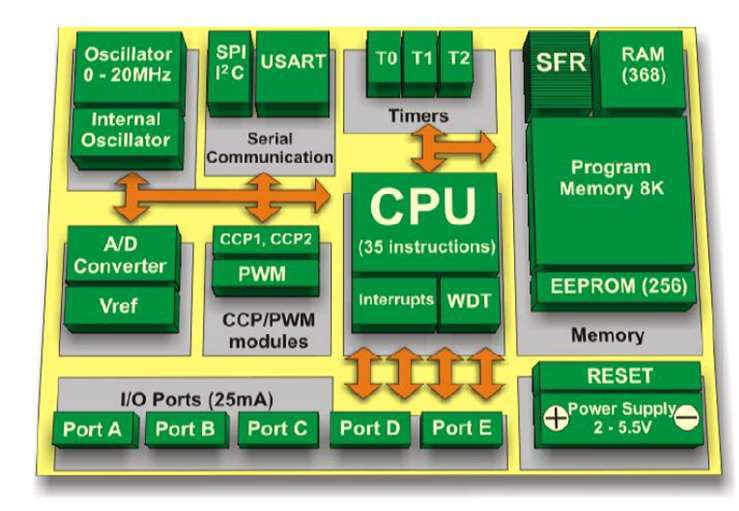 Oscillator
0 - 20MHz
Internal
Oscillator
SPI
I²C
USART
Serial
Communication
T0 T1 T2
Timers
SFR
RAM
(368)
Program
Memory 8K
EEPROM (256)
Memory
A/D
Converter
Vref
CCP1, CCP2
PWM
CCP/PWM
modules
CPU
(35 instructions)
Interrupts
WDT
I/O Ports (25mA)
Port A
Port B
Port C
Port D
Port E
RESET
+ Power Supply −
2 - 5.5V